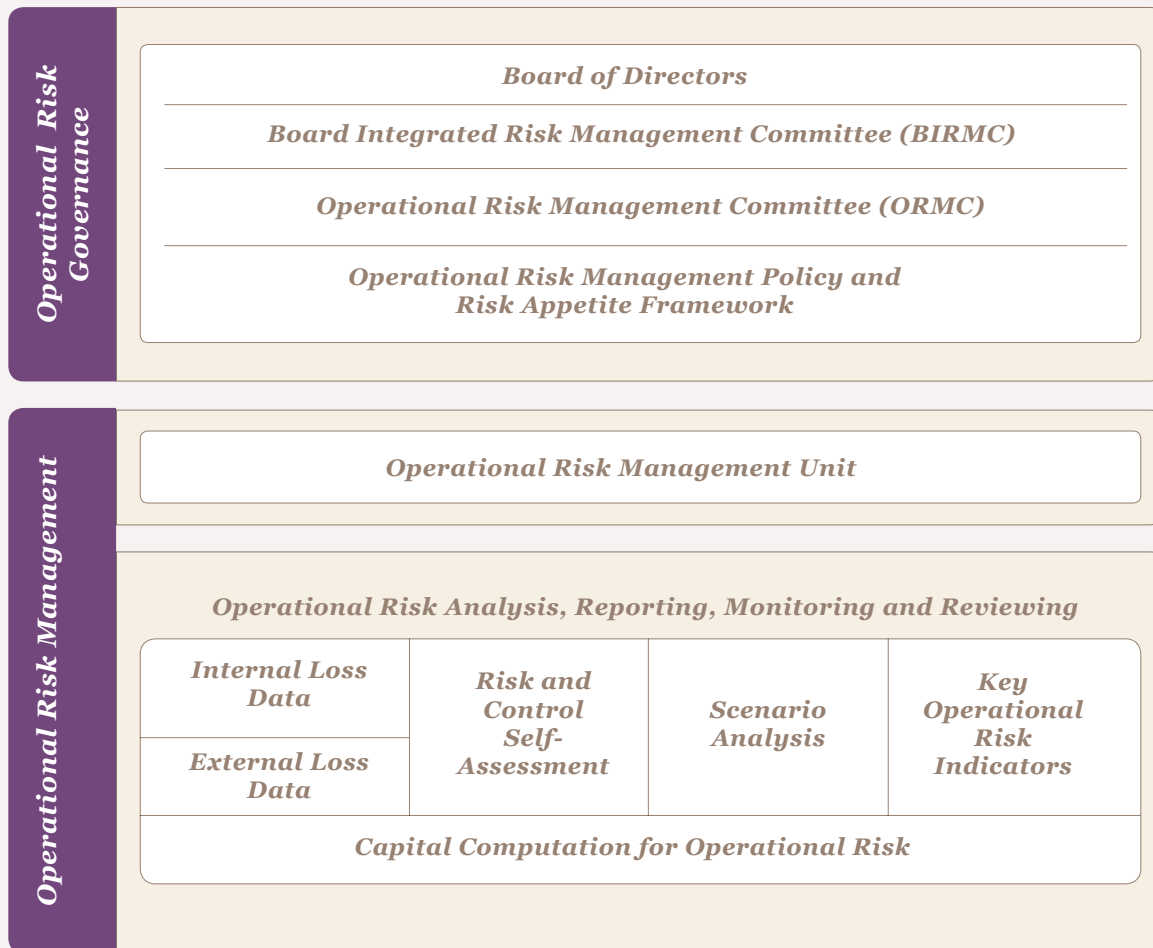 Operational Risk
Governance
Board of Directors
Board Integrated Risk Management Committee (BIRMC)
Operational Risk Management Committee (ORMC)
Operational Risk Management Policy and
Risk Appetite Framework
Operational Risk Management
Operational Risk Management Unit
Operational Risk Analysis, Reporting, Monitoring and Reviewing
Internal Loss
Data
External Loss
Data
Risk and
Control
Self-
Assessment
Scenario
Analysis
Key
Operational
Risk
Indicators
Capital Computation for Operational Risk